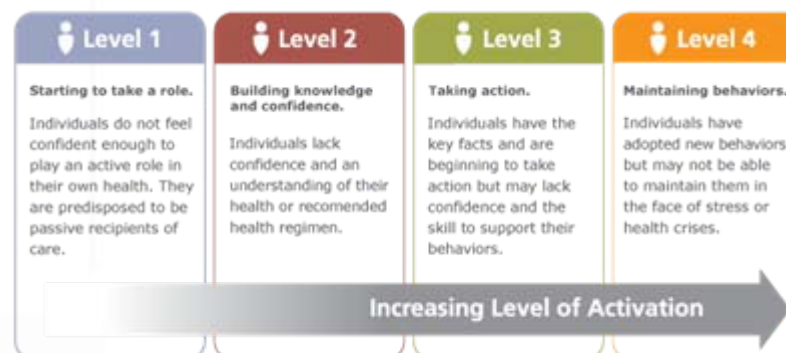 Level 1
Starting to take a role.
Individuals do not feel
confident enough to
play an active role in
their own health. They
are predisposed to be
passive recipients of
care.
Level 2
Building knowledge
and confidence.
Individuals lack
confidence and an
understanding of their
health or recomended
health regimen.
Level 3
Taking action.
Individuals have the
key facts and are
beginning to take
action but may lack
confidence and the
skill to support their
behaviors.
Level 4
Maintaining behaviors.
Individuals have
adopted new behaviors
but may not be able
to maintain them in
the face of stress or
health crises.
Increasing Level of Activation